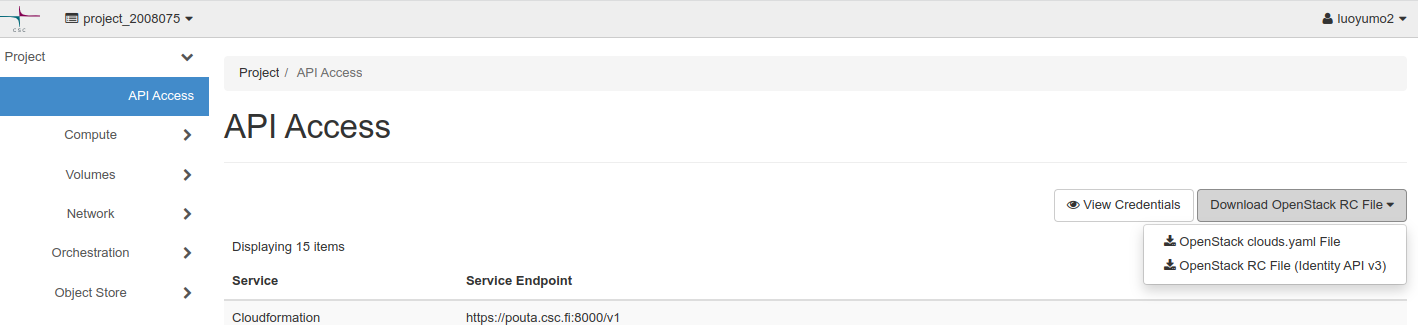 csc
project_2008075
luoyumo2
Project
API Access
Compute
Volumes
Network
Orchestration
Object Store
Project / API Access
API Access
View Credentials
Download OpenStack RC File
OpenStack clouds.yaml File
OpenStack RC File (Identity API v3)
Displaying 15 items
Service Service Endpoint
Cloudformation https://pouta.csc.fi:8000/v1